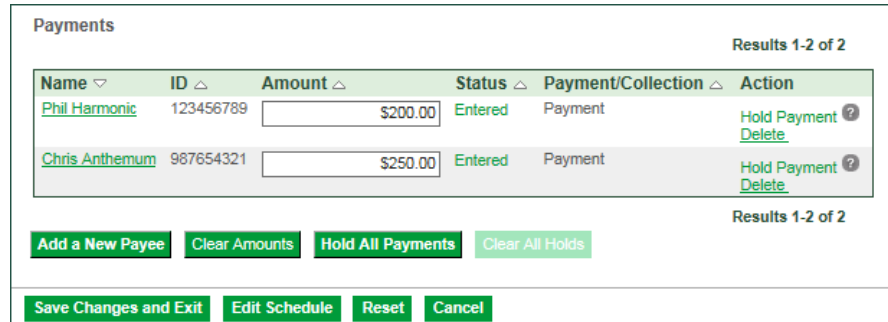 Payments
Results 1-2 of 2
Name ID Amount Status Payment/Collection Action
Phil Harmonic 123456789 $200.00 Entered Payment Hold Payment ?
Delete
Chris Anthemum 987654321 $250.00 Entered Payment Hold Payment ?
Delete
Results 1-2 of 2
Add a New Payee Clear Amounts Hold All Payments Clear All Holds
Save Changes and Exit Edit Schedule Reset Cancel